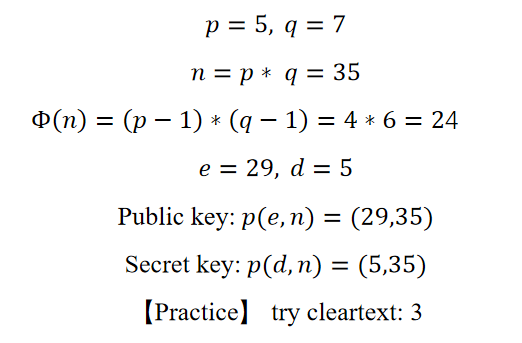 p = 5, q = 7
n = p * q = 35
Φ(n) = (p − 1) * (q − 1) = 4 * 6 = 24
e = 29, d = 5
Public key: p(e, n) = (29,35)
Secret key: p(d, n) = (5,35)
【Practice】 try cleartext: 3